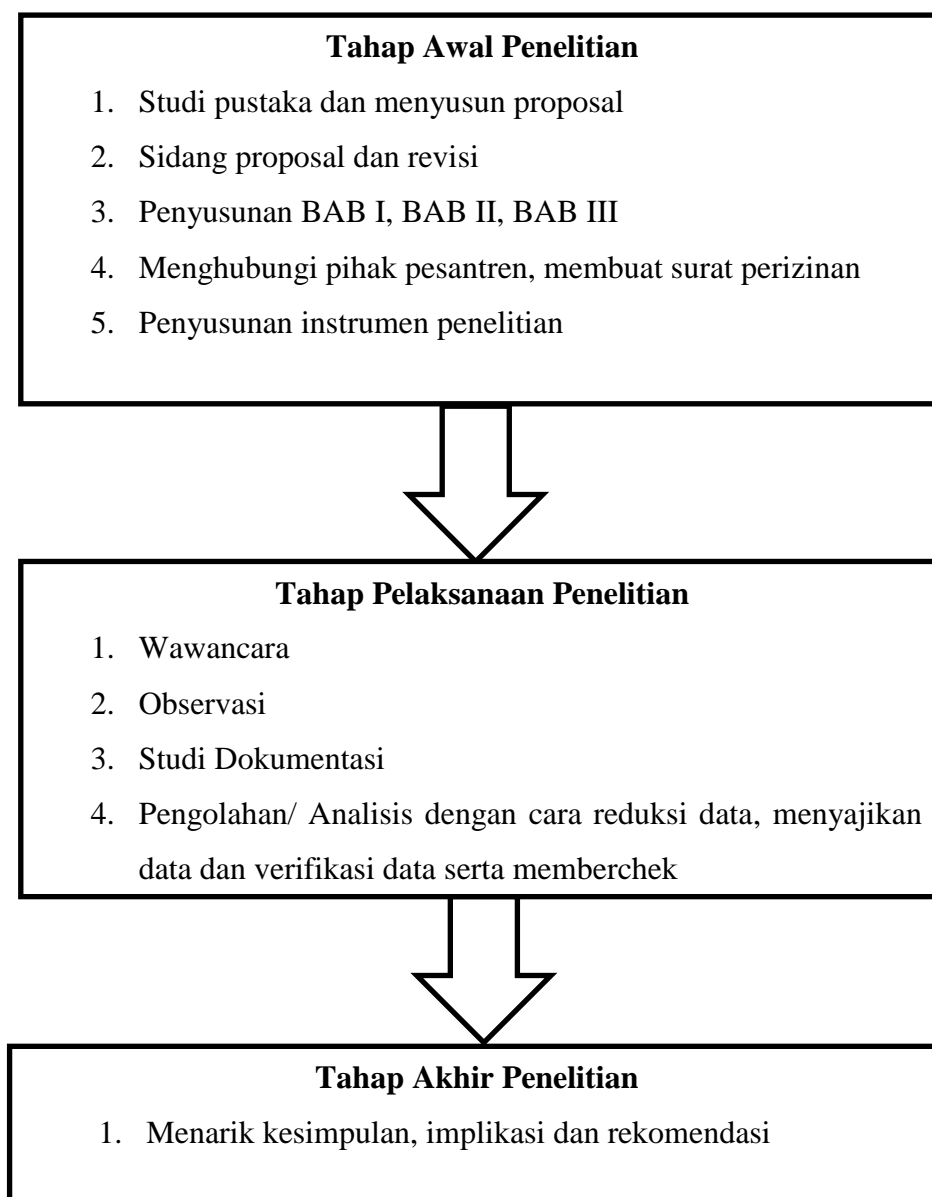 Tahap Awal Penelitian
1. Studi pustaka dan menyusun proposal
2. Sidang proposal dan revisi
3. Penyusunan BAB I, BAB II, BAB III
4. Menghubungi pihak pesantren, membuat surat perizinan
5. Penyusunan instrumen penelitian
Tahap Pelaksanaan Penelitian
1. Wawancara
2. Observasi
3. Studi Dokumentasi
4. Pengolahan/ Analisis dengan cara reduksi data, menyajikan
data dan verifikasi data serta memberchek
Tahap Akhir Penelitian
1. Menarik kesimpulan, implikasi dan rekomendasi